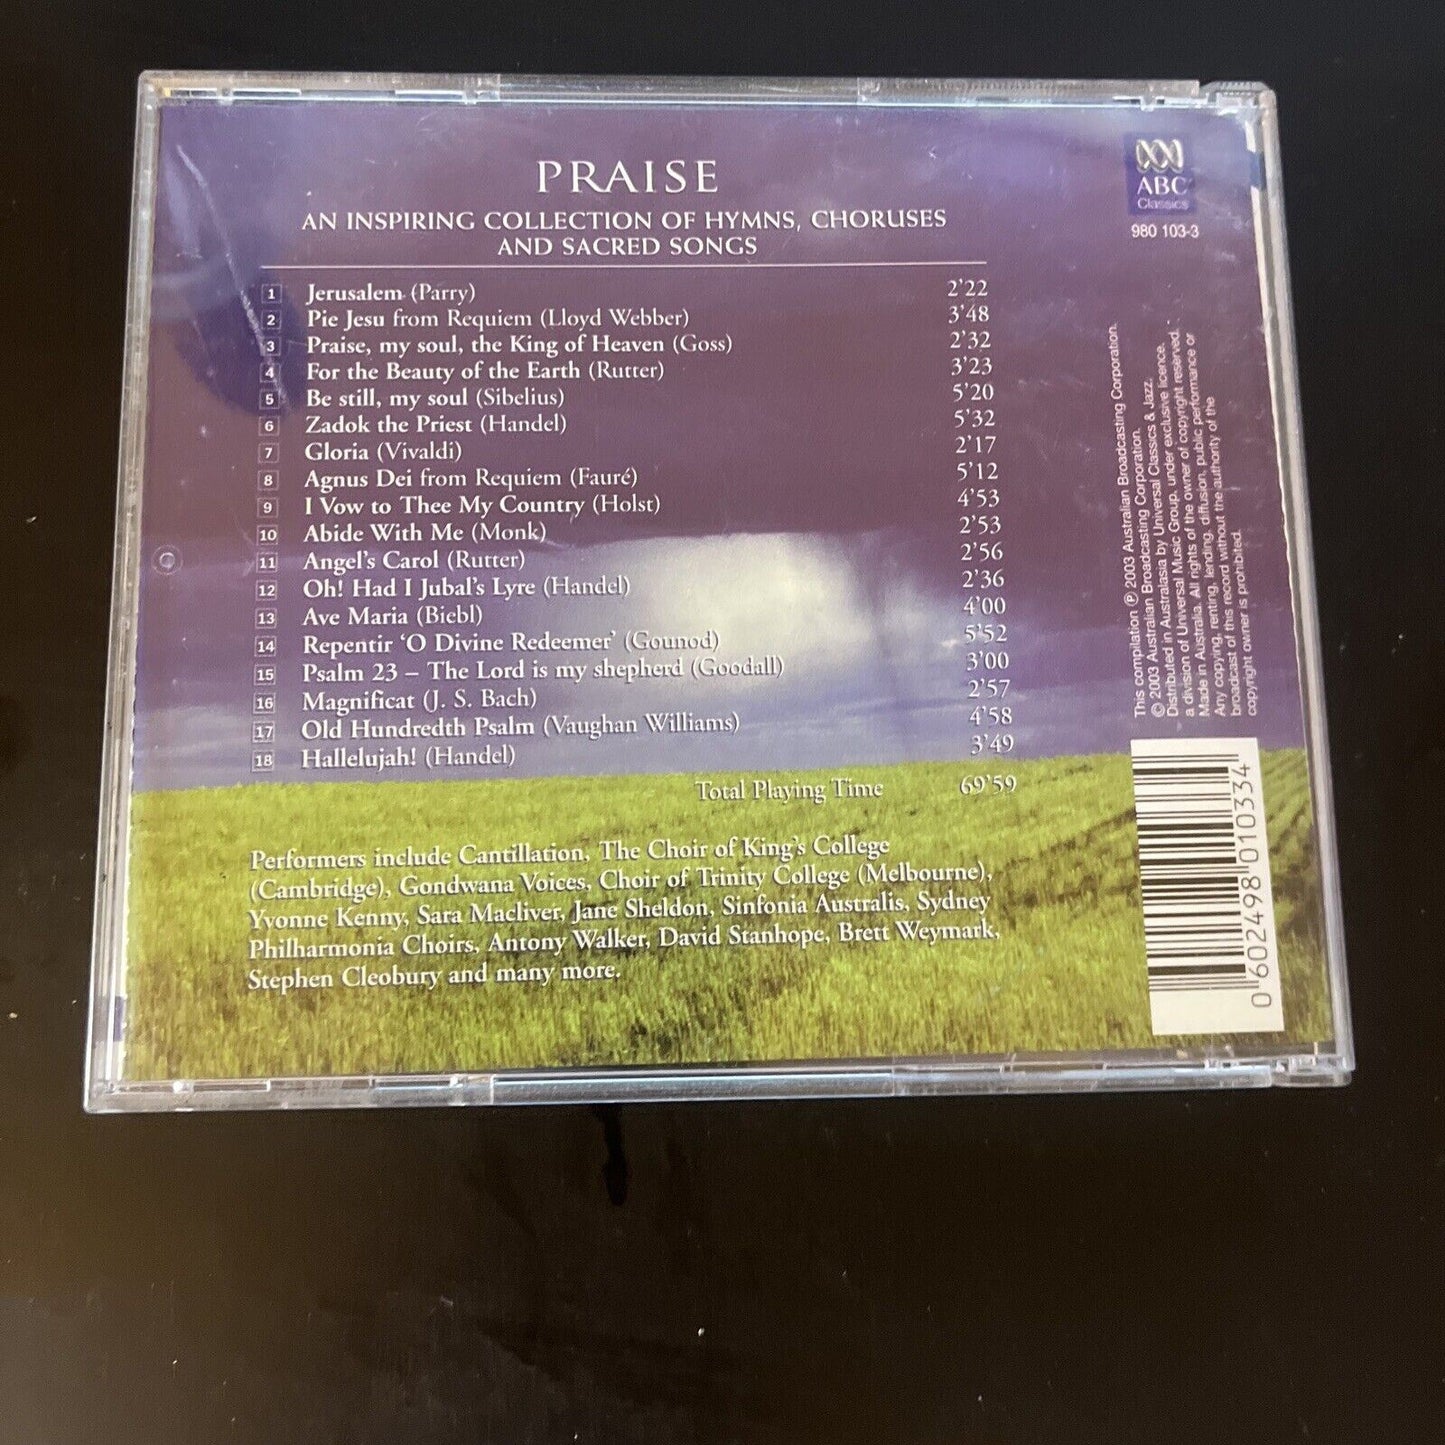 PRAISE
AN INSPIRING COLLECTION OF HYMNS, CHORUSES
AND SACRED SONGS
1 Jerusalem (Parry) 2'22
2 Pie Jesu from Requiem (Lloyd Webber) 3'48
3 Praise, my soul, the King of Heaven (Goss) 2'32
4 For the Beauty of the Earth (Rutter) 3'23
5 Be still, my soul (Sibelius) 5'20
6 Zadok the Priest (Handel) 5'32
7 Gloria (Vivaldi) 2'17
8 Agnus Dei from Requiem (Fauré) 5'12
9 I Vow to Thee My Country (Holst) 4'53
10 Abide With Me (Monk) 2'53
11 Angel's Carol (Rutter) 2'56
12 Oh! Had I Jubal's Lyre (Handel) 2'36
13 Ave Maria (Biebl) 4'00
14 Repentir 'O Divine Redeemer' (Gounod) 5'52
15 Psalm 23 – The Lord is my shepherd (Goodall) 3'00
16 Magnificat (J. S. Bach) 2'57
17 Old Hundredth Psalm (Vaughan Williams) 4'58
18 Hallelujah! (Handel) 3'49
Total Playing Time 69'59
Performers include Cantillation, The Choir of King's College
(Cambridge), Gondwana Voices, Choir of Trinity College (Melbourne),
Yvonne Kenny, Sara Macliver, Jane Sheldon, Sinfonia Australis, Sydney
Philharmonia Choirs, Antony Walker, David Stanhope, Brett Weymark,
Stephen Cleobury and many more.
ABC
Classics
980 103-3
This compilation ℗ 2003 Australian Broadcasting Corporation.
© 2003 Australian Broadcasting Corporation.
Distributed in Australasia by Universal Classics & Jazz,
a division of Universal Music Group, under exclusive licence.
Made in Australia. All rights of the owner of copyright reserved.
Any copying, renting, lending, diffusion, public performance or
broadcast of this record without the authority of the
copyright owner is prohibited.
0 602498 010334